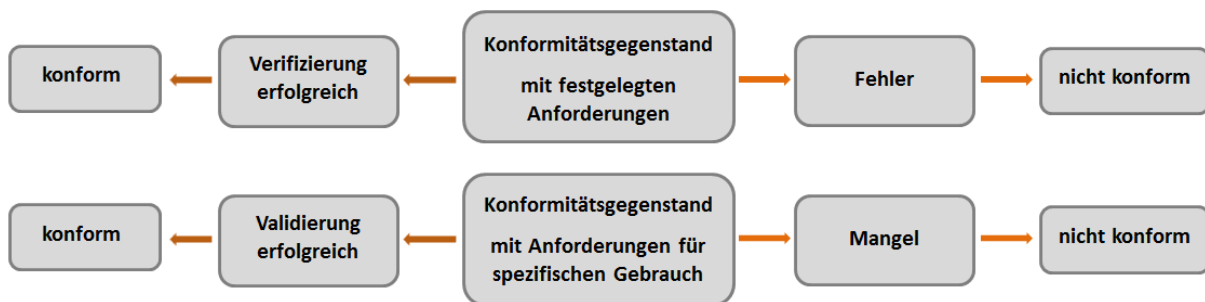 konform
Verifizierung
erfolgreich
Konformitätsgegenstand
mit festgelegten
Anforderungen
Fehler
nicht konform
konform
Validierung
erfolgreich
Konformitätsgegenstand
mit Anforderungen für
spezifischen Gebrauch
Mangel
nicht konform